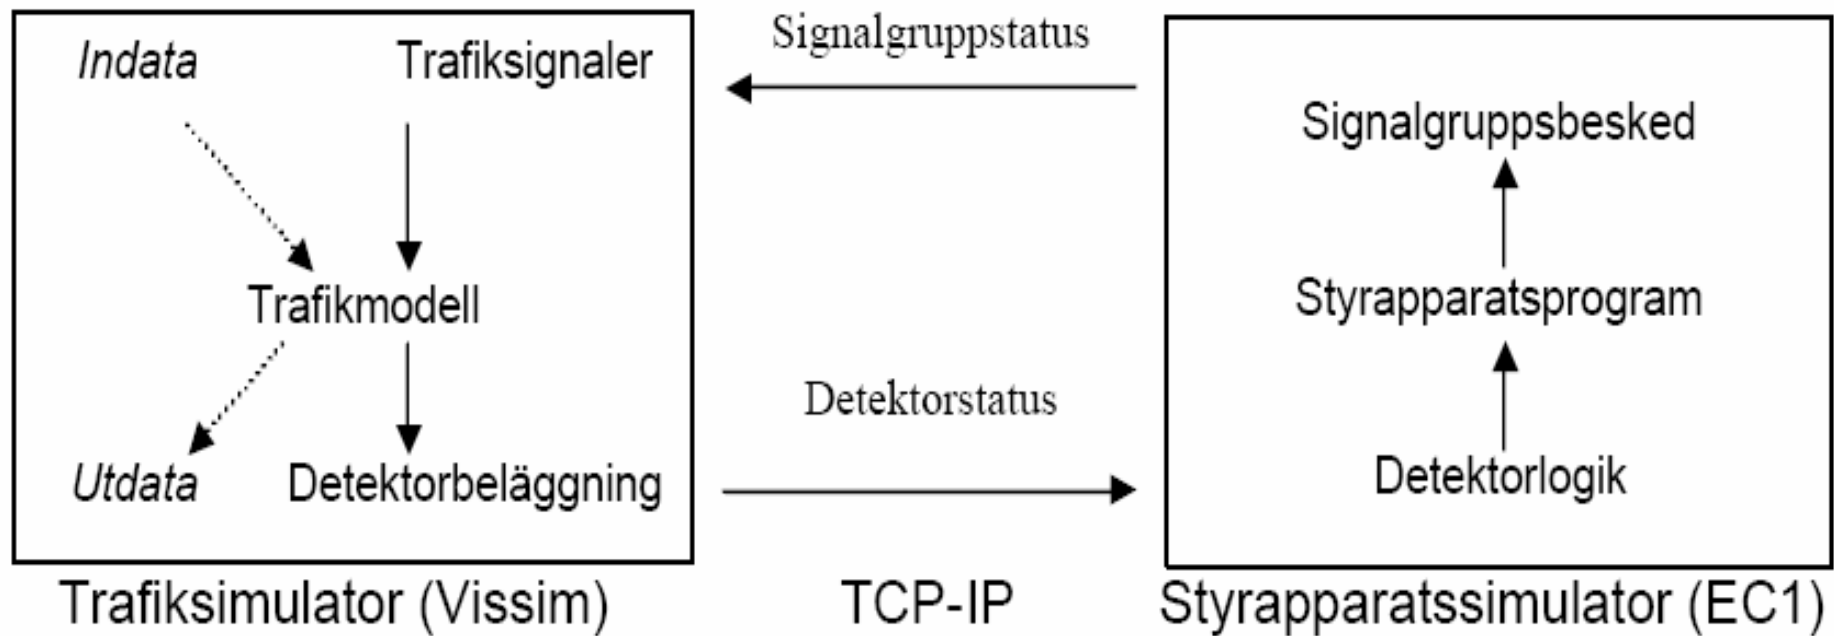 Indata
Trafiksignaler
Trafikmodell
Utdata
Detektorbeläggning
Trafiksimulator (Vissim)
Signalgruppstatus
Detektorstatus
TCP-IP
Signalgruppsbesked
Styrapparatsprogram
Detektorlogik
Styrapparatssimulator (EC1)